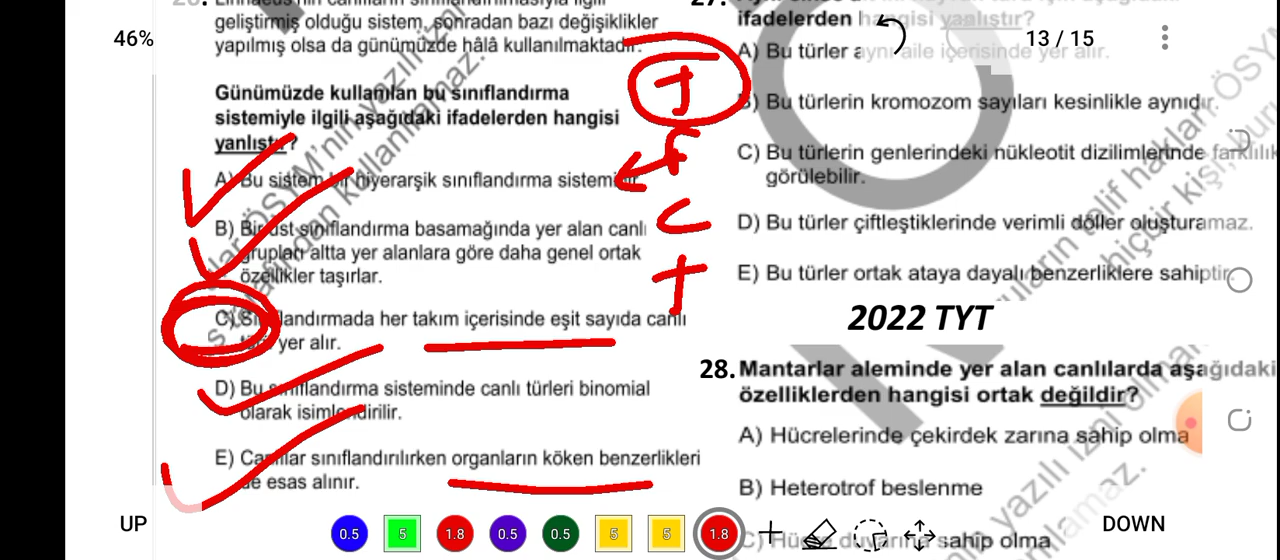 46%
13 / 15
geliştirmiş olduğu sistem, sonradan bazı değişiklikler
yapılmış olsa da günümüzde hâlâ kullanılmaktadır.
Günümüzde kullanılan bu sınıflandırma
sistemiyle ilgili aşağıdaki ifadelerden hangisi
yanlıştır?
A) Bu sistem bir hiyerarşik sınıflandırma sistemidir.
B) Bir üst sınıflandırma basamağında yer alan canlı
grupları altta yer alanlara göre daha genel ortak
özellikler taşırlar.
C) Sınıflandırmada her takım içerisinde eşit sayıda canlı
türü yer alır.
D) Bu sınıflandırma sisteminde canlı türleri binomial
olarak isimlendirilir.
E) Canlılar sınıflandırılırken organların köken benzerlikleri
de esas alınır.
27.
ifadelerden hangisi yanlıştır?
A) Bu türler aynı aile içerisinde yer alır.
B) Bu türlerin kromozom sayıları kesinlikle aynıdır.
C) Bu türlerin genlerindeki nükleotit dizilimlerinde farklılık
görülebilir.
D) Bu türler çiftleştiklerinde verimli döller oluşturamaz.
E) Bu türler ortak ataya dayalı benzerliklere sahiptir.
2022 TYT
28. Mantarlar aleminde yer alan canlılarda aşağıdaki
özelliklerden hangisi ortak değildir?
A) Hücrelerinde çekirdek zarına sahip olma
B) Heterotrof beslenme
C) Hücre duvarına sahip olma
UP
0.5
5
1.8
0.5
0.5
5
5
1.8
DOWN